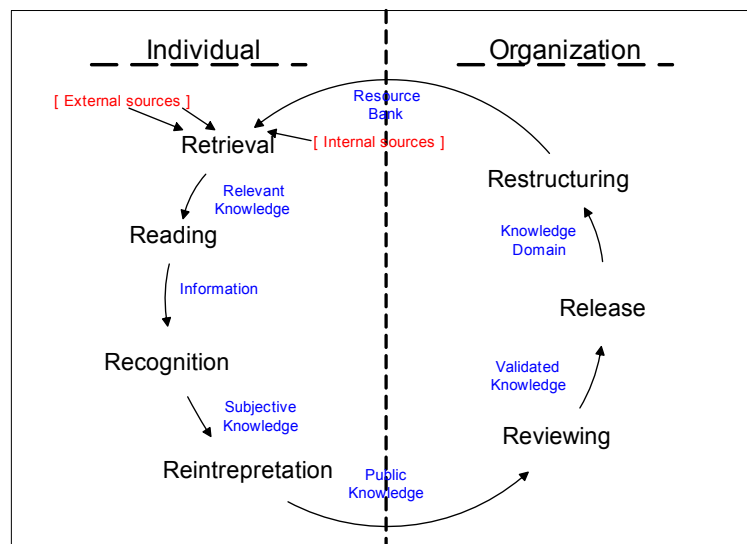 Individual
Organization
[ External sources ]
Resource
Bank
Retrieval
[ Internal sources ]
Restructuring
Relevant
Knowledge
Reading
Knowledge
Domain
Information
Release
Recognition
Validated
Knowledge
Subjective
Knowledge
Reviewing
Reintrepretation
Public
Knowledge